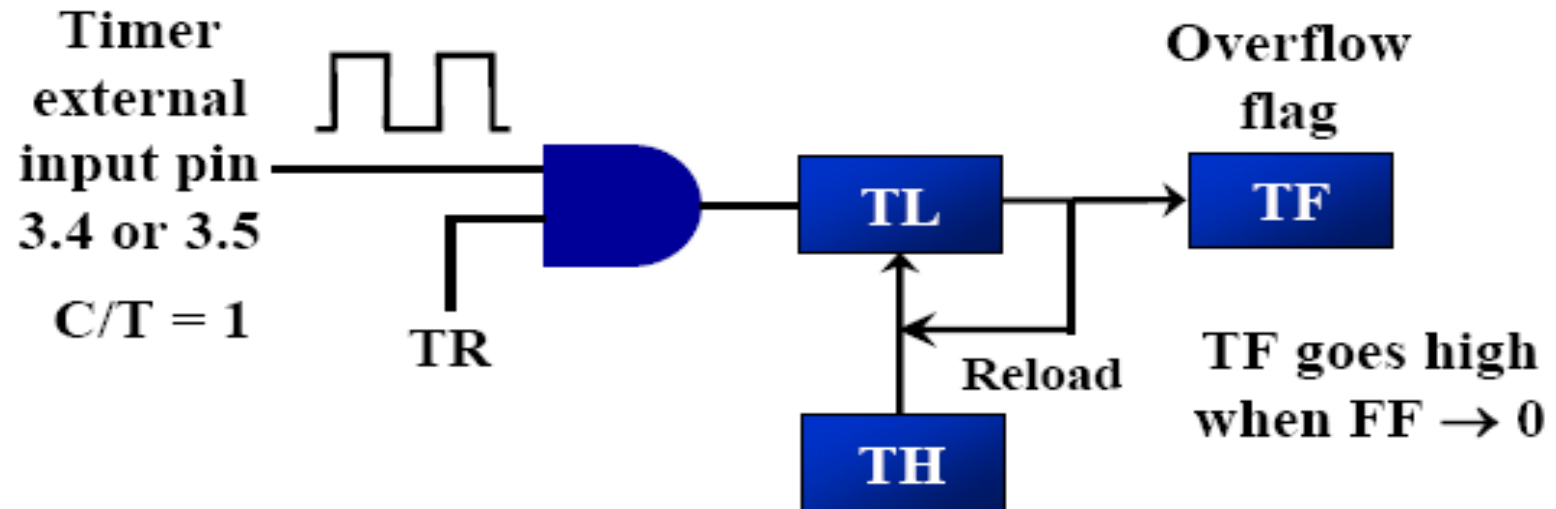 Timer
external
input pin
3.4 or 3.5
C/T = 1
TR
TL
TH
Reload
Overflow
flag
TF
TF goes high
when FF → 0